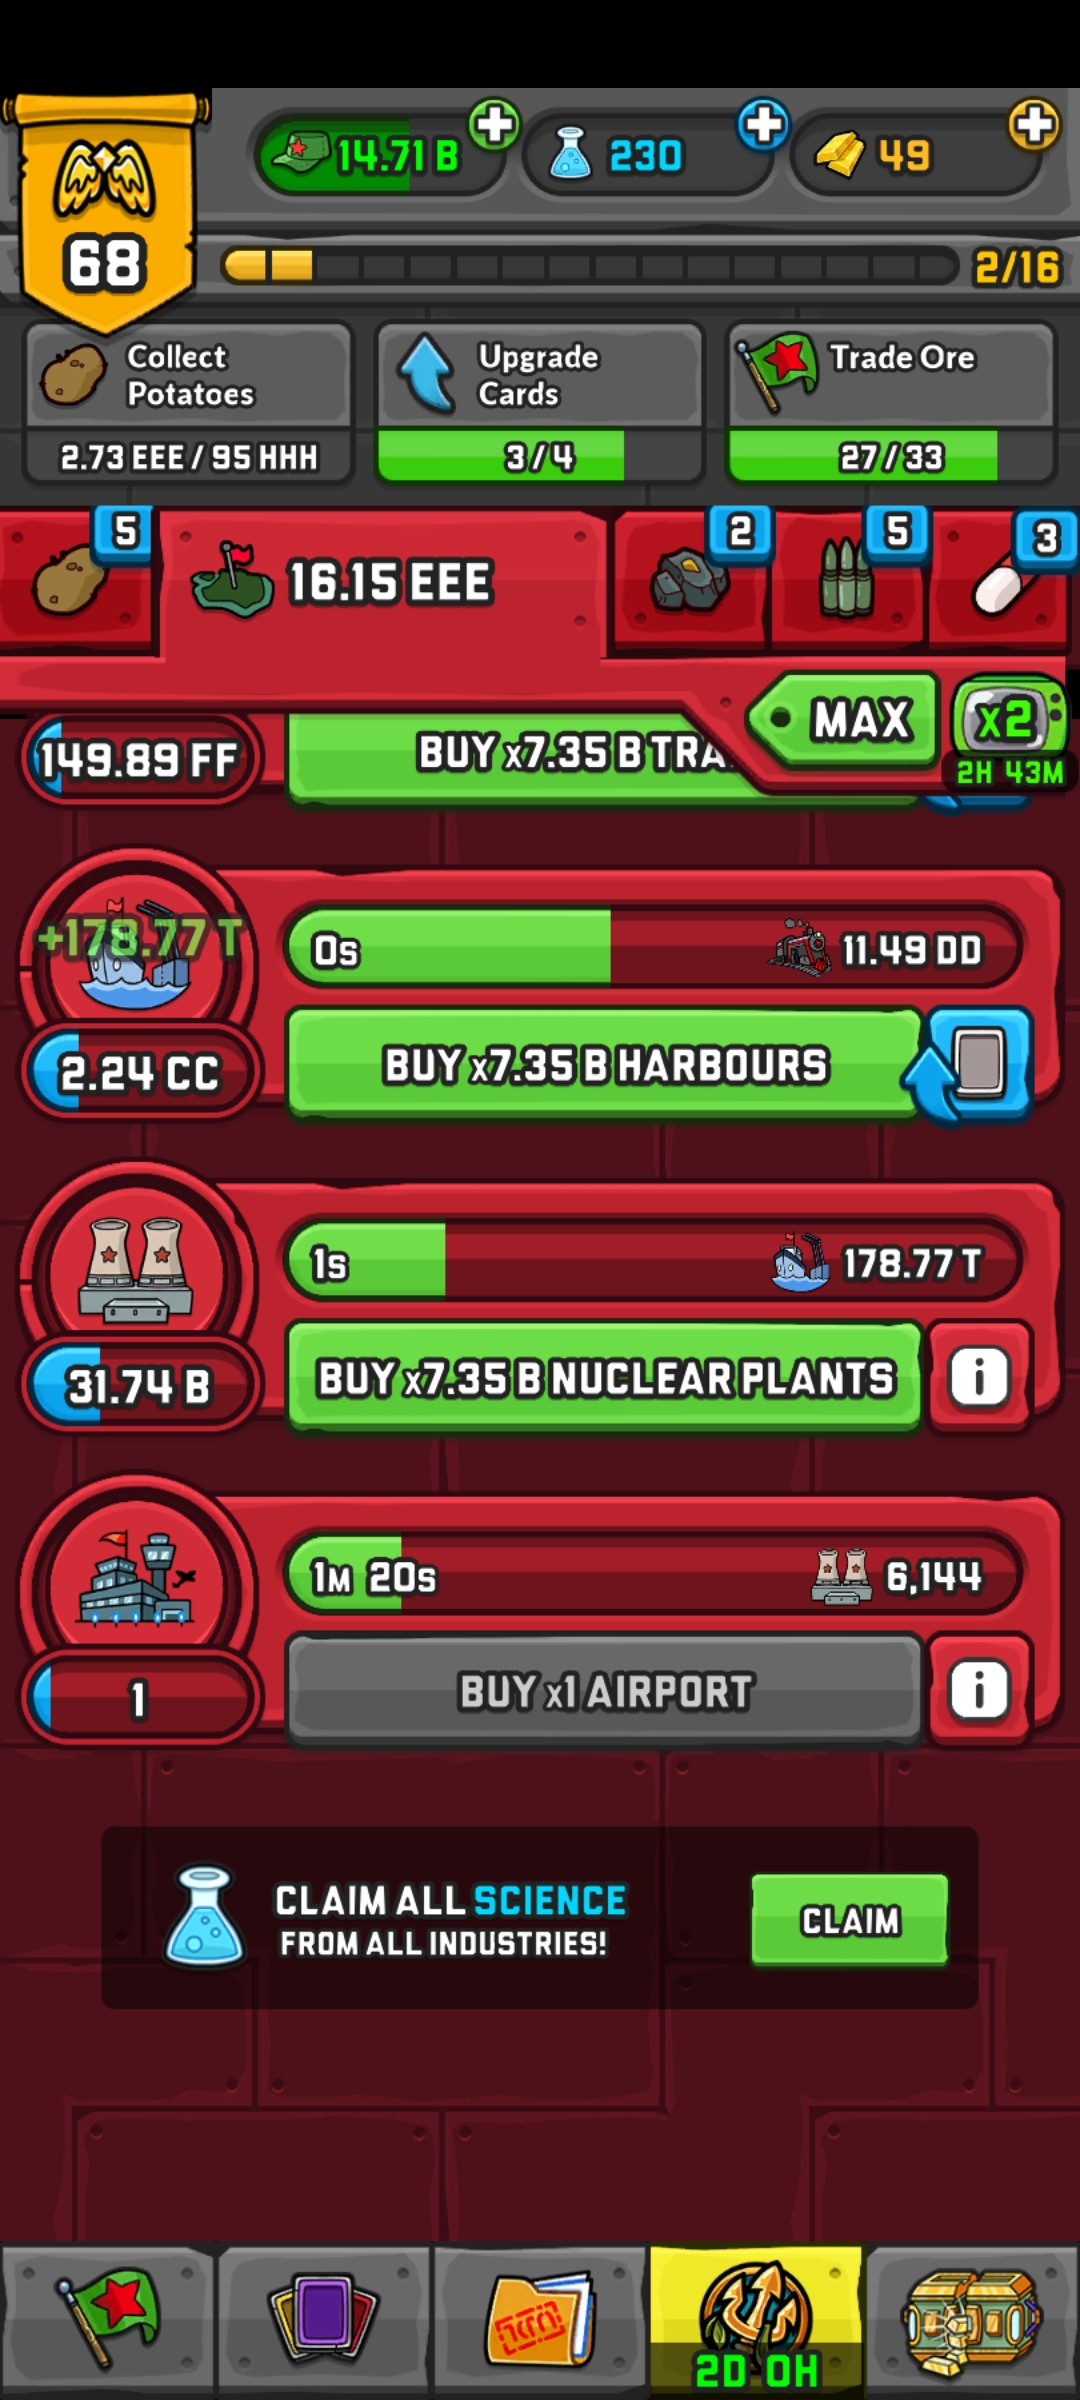 14.71 B
230
49
68
2/16
Collect
Potatoes
2.73 EEE / 95 HHH
Upgrade
Cards
3/4
Trade Ore
27/33
5
16.15 EEE
2
5
3
MAX
x2
2H 43M
149.89 FF
BUY x7.35 B TRA
+178.77 T
0s
11.49 DD
2.24 CC
BUY x7.35 B HARBOURS
1s
178.77 T
31.74 B
BUY x7.35 B NUCLEAR PLANTS
i
1M 20s
6,144
1
BUY x1 AIRPORT
i
CLAIM ALL SCIENCE
FROM ALL INDUSTRIES!
CLAIM
2D 0H